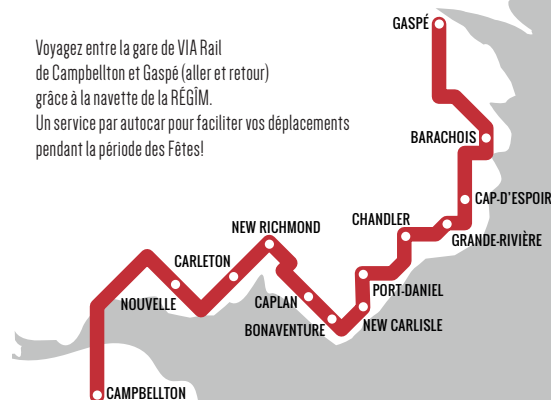 GASPÉ
Voyagez entre la gare de VIA Rail
de Campbellton et Gaspé (aller et retour)
grâce à la navette de la RÉGÎM.
Un service par autocar pour faciliter vos déplacements
pendant la période des Fêtes!
BARACHOIS
CAP-D'ESPOIR
CHANDLER
NEW RICHMOND
GRANDE-RIVIÈRE
CARLETON
PORT-DANIEL
NOUVELLE
CAPLAN
NEW CARLISLE
BONAVENTURE
CAMPBELLTON